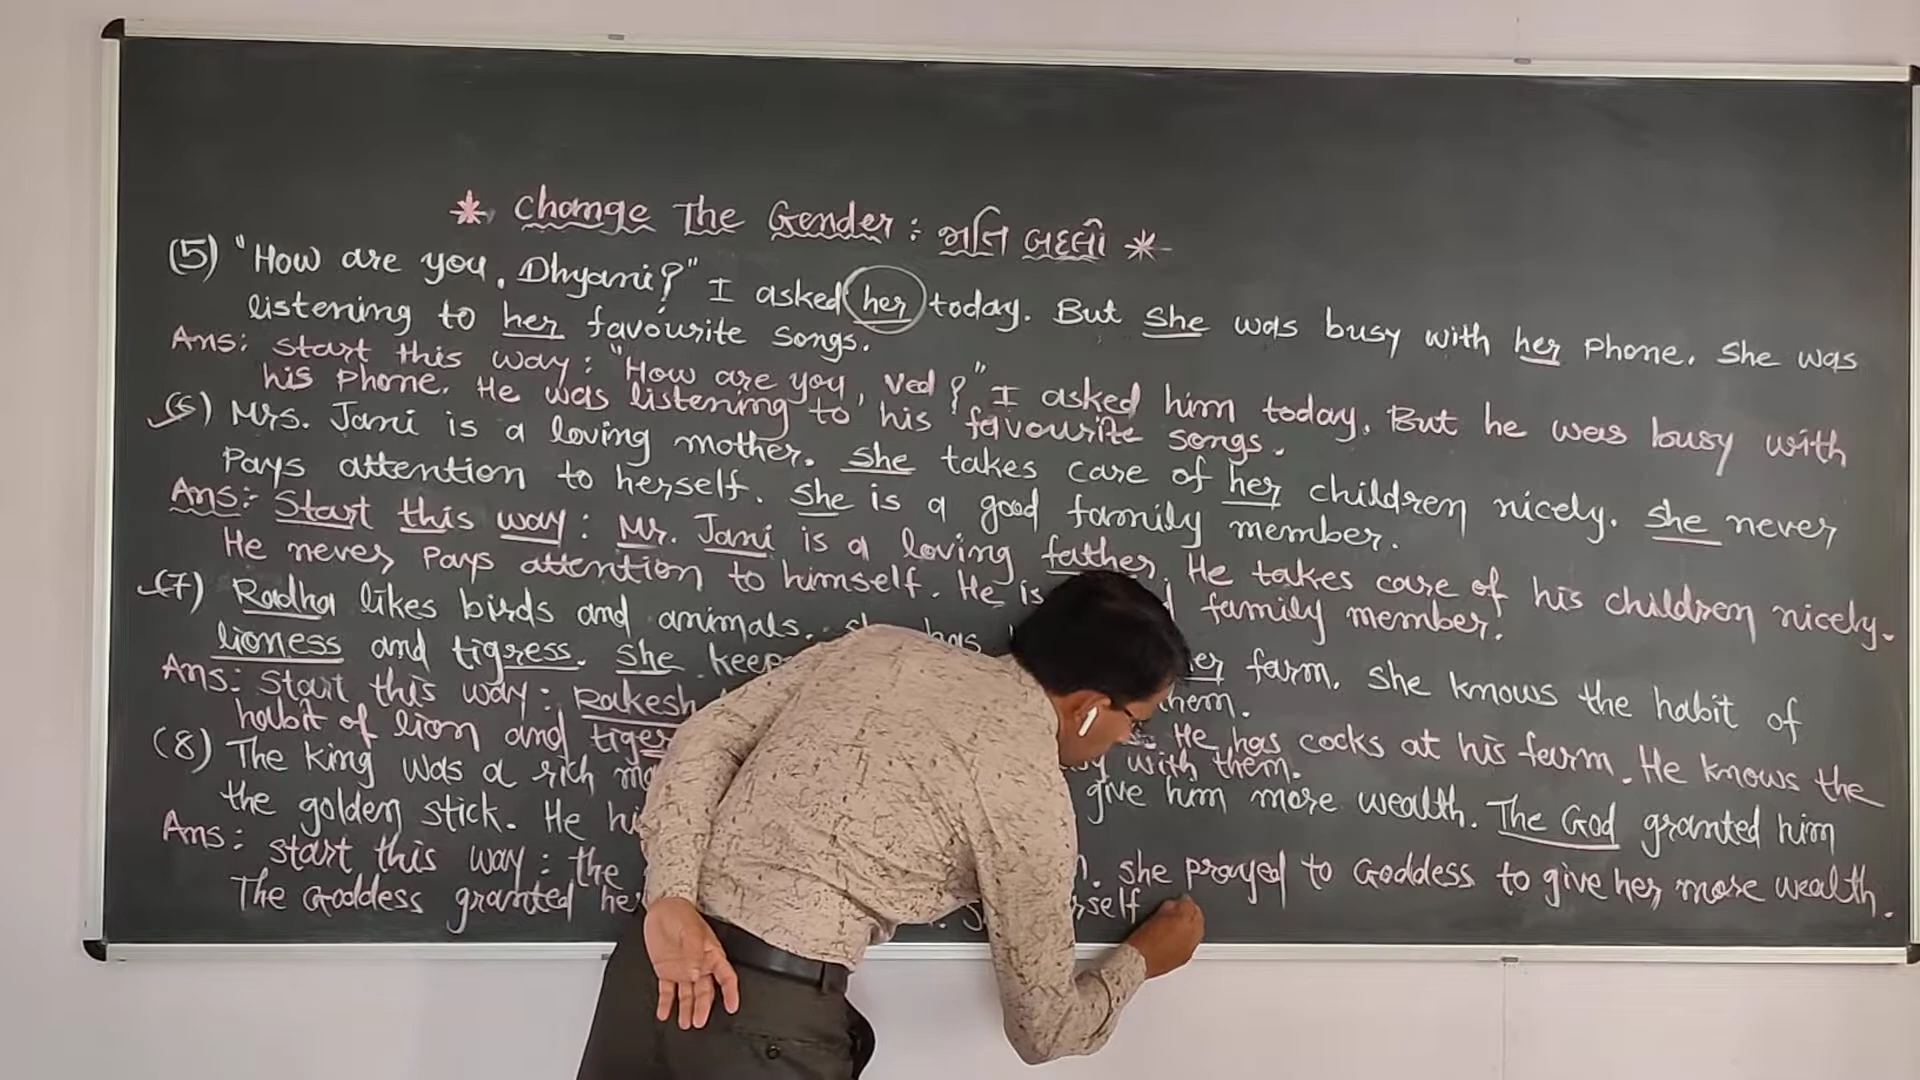 * Change The Gender : જાતિ બદલો *
(5) "How are you, Dhyani?" I asked her today. But she was busy with her phone. She was
listening to her favourite songs.
Ans: Start this way : "How are you, Ved?" I asked him today. But he was busy with
his phone. He was listening to his favourite songs.
(6) Mrs. Jani is a loving mother. She takes care of her children nicely. She never
pays attention to herself. She is a good family member.
Ans:- Start this way : Mr. Jani is a loving father. He takes care of his children nicely.
He never pays attention to himself. He is family member.
(7) Radha likes birds and animals. has farm. She knows the habit of
lioness and tigress. She them.
Ans: Start this way : Rakesh He has cocks at his farm. He knows the
habit of lion and with them.
(8) The king was a rich give him more wealth. The God granted him
the golden stick. He
Ans: Start this way : the She prayed to Goddess to give her more wealth.
The Goddess granted